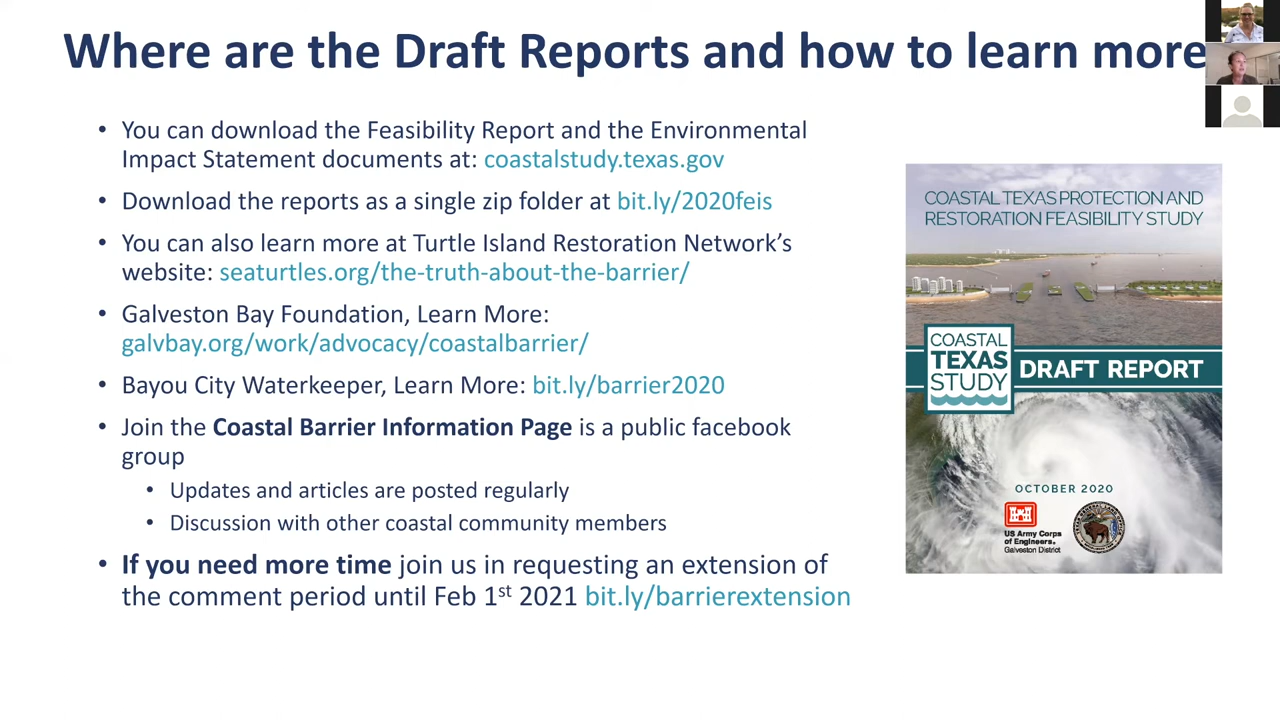 Where are the Draft Reports and how to learn more
• You can download the Feasibility Report and the Environmental
Impact Statement documents at: coastalstudy.texas.gov
• Download the reports as a single zip folder at bit.ly/2020feis
• You can also learn more at Turtle Island Restoration Network's
website: seaturtles.org/the-truth-about-the-barrier/
• Galveston Bay Foundation, Learn More:
galvbay.org/work/advocacy/coastalbarrier/
• Bayou City Waterkeeper, Learn More: bit.ly/barrier2020
• Join the Coastal Barrier Information Page is a public facebook
group
• Updates and articles are posted regularly
• Discussion with other coastal community members
• If you need more time join us in requesting an extension of
the comment period until Feb 1st 2021 bit.ly/barrierextension
COASTAL TEXAS PROTECTION AND
RESTORATION FEASIBILITY STUDY
COASTAL
TEXAS
STUDY
DRAFT REPORT
OCTOBER 2020
US Army Corps
of Engineers®
Galveston District